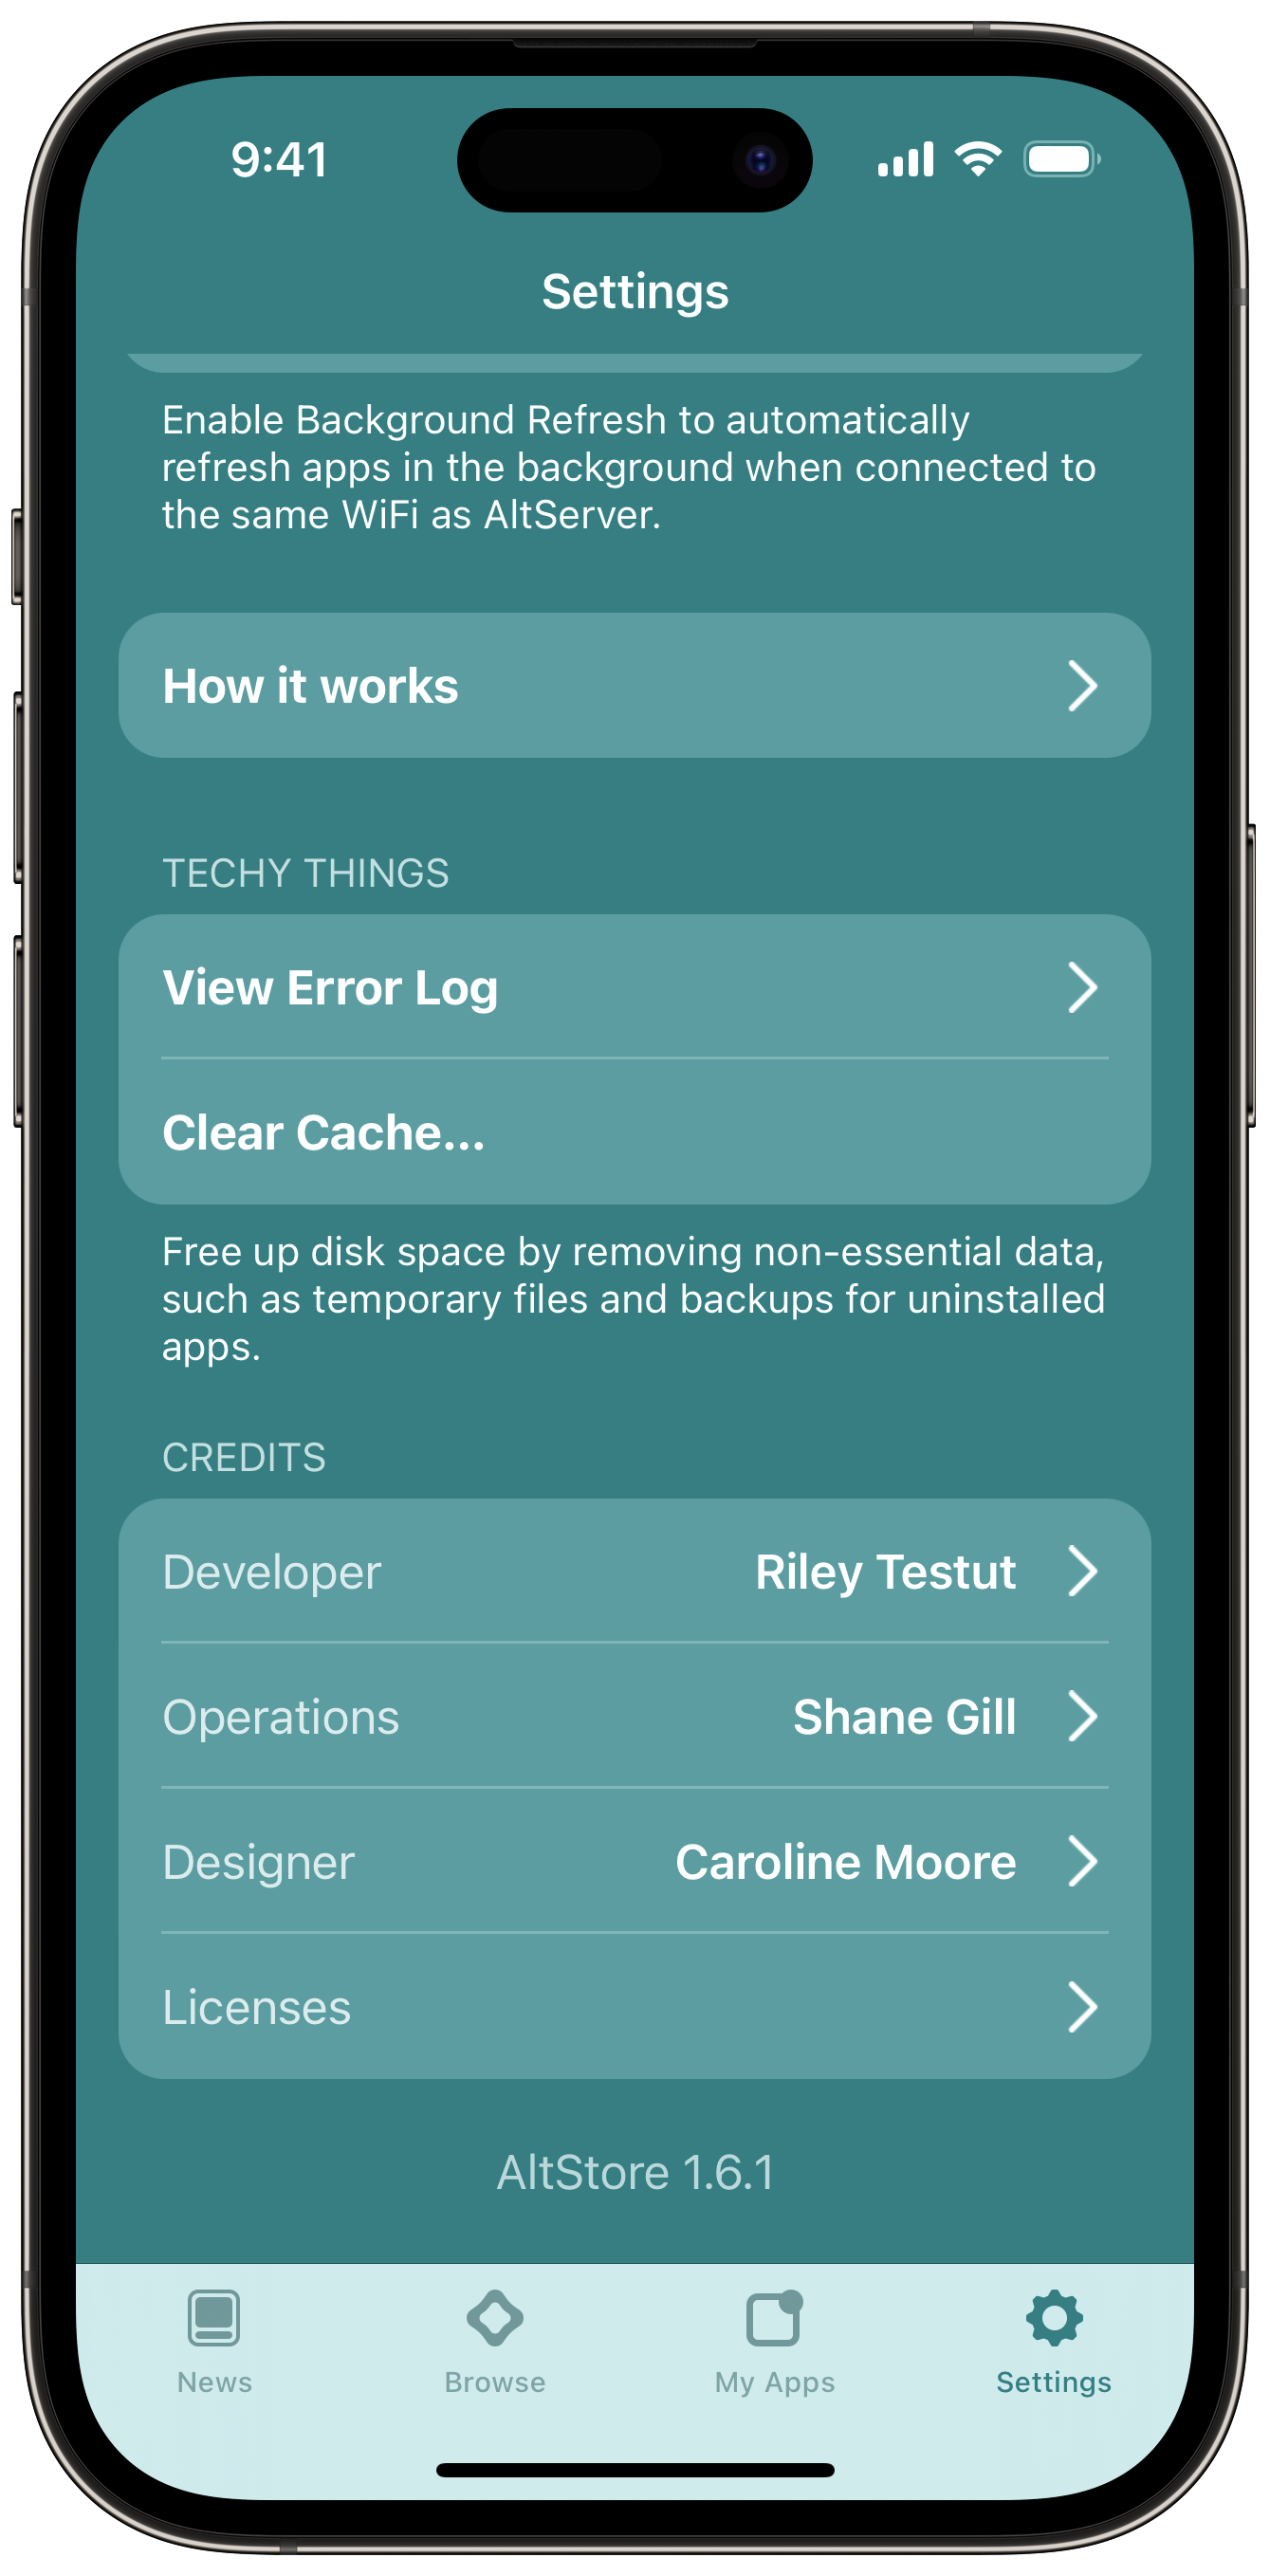 9:41
Settings
Enable Background Refresh to automatically
refresh apps in the background when connected to
the same WiFi as AltServer.
How it works
TECHY THINGS
View Error Log
Clear Cache...
Free up disk space by removing non-essential data,
such as temporary files and backups for uninstalled
apps.
CREDITS
Developer Riley Testut
Operations Shane Gill
Designer Caroline Moore
Licenses
AltStore 1.6.1
News Browse My Apps Settings